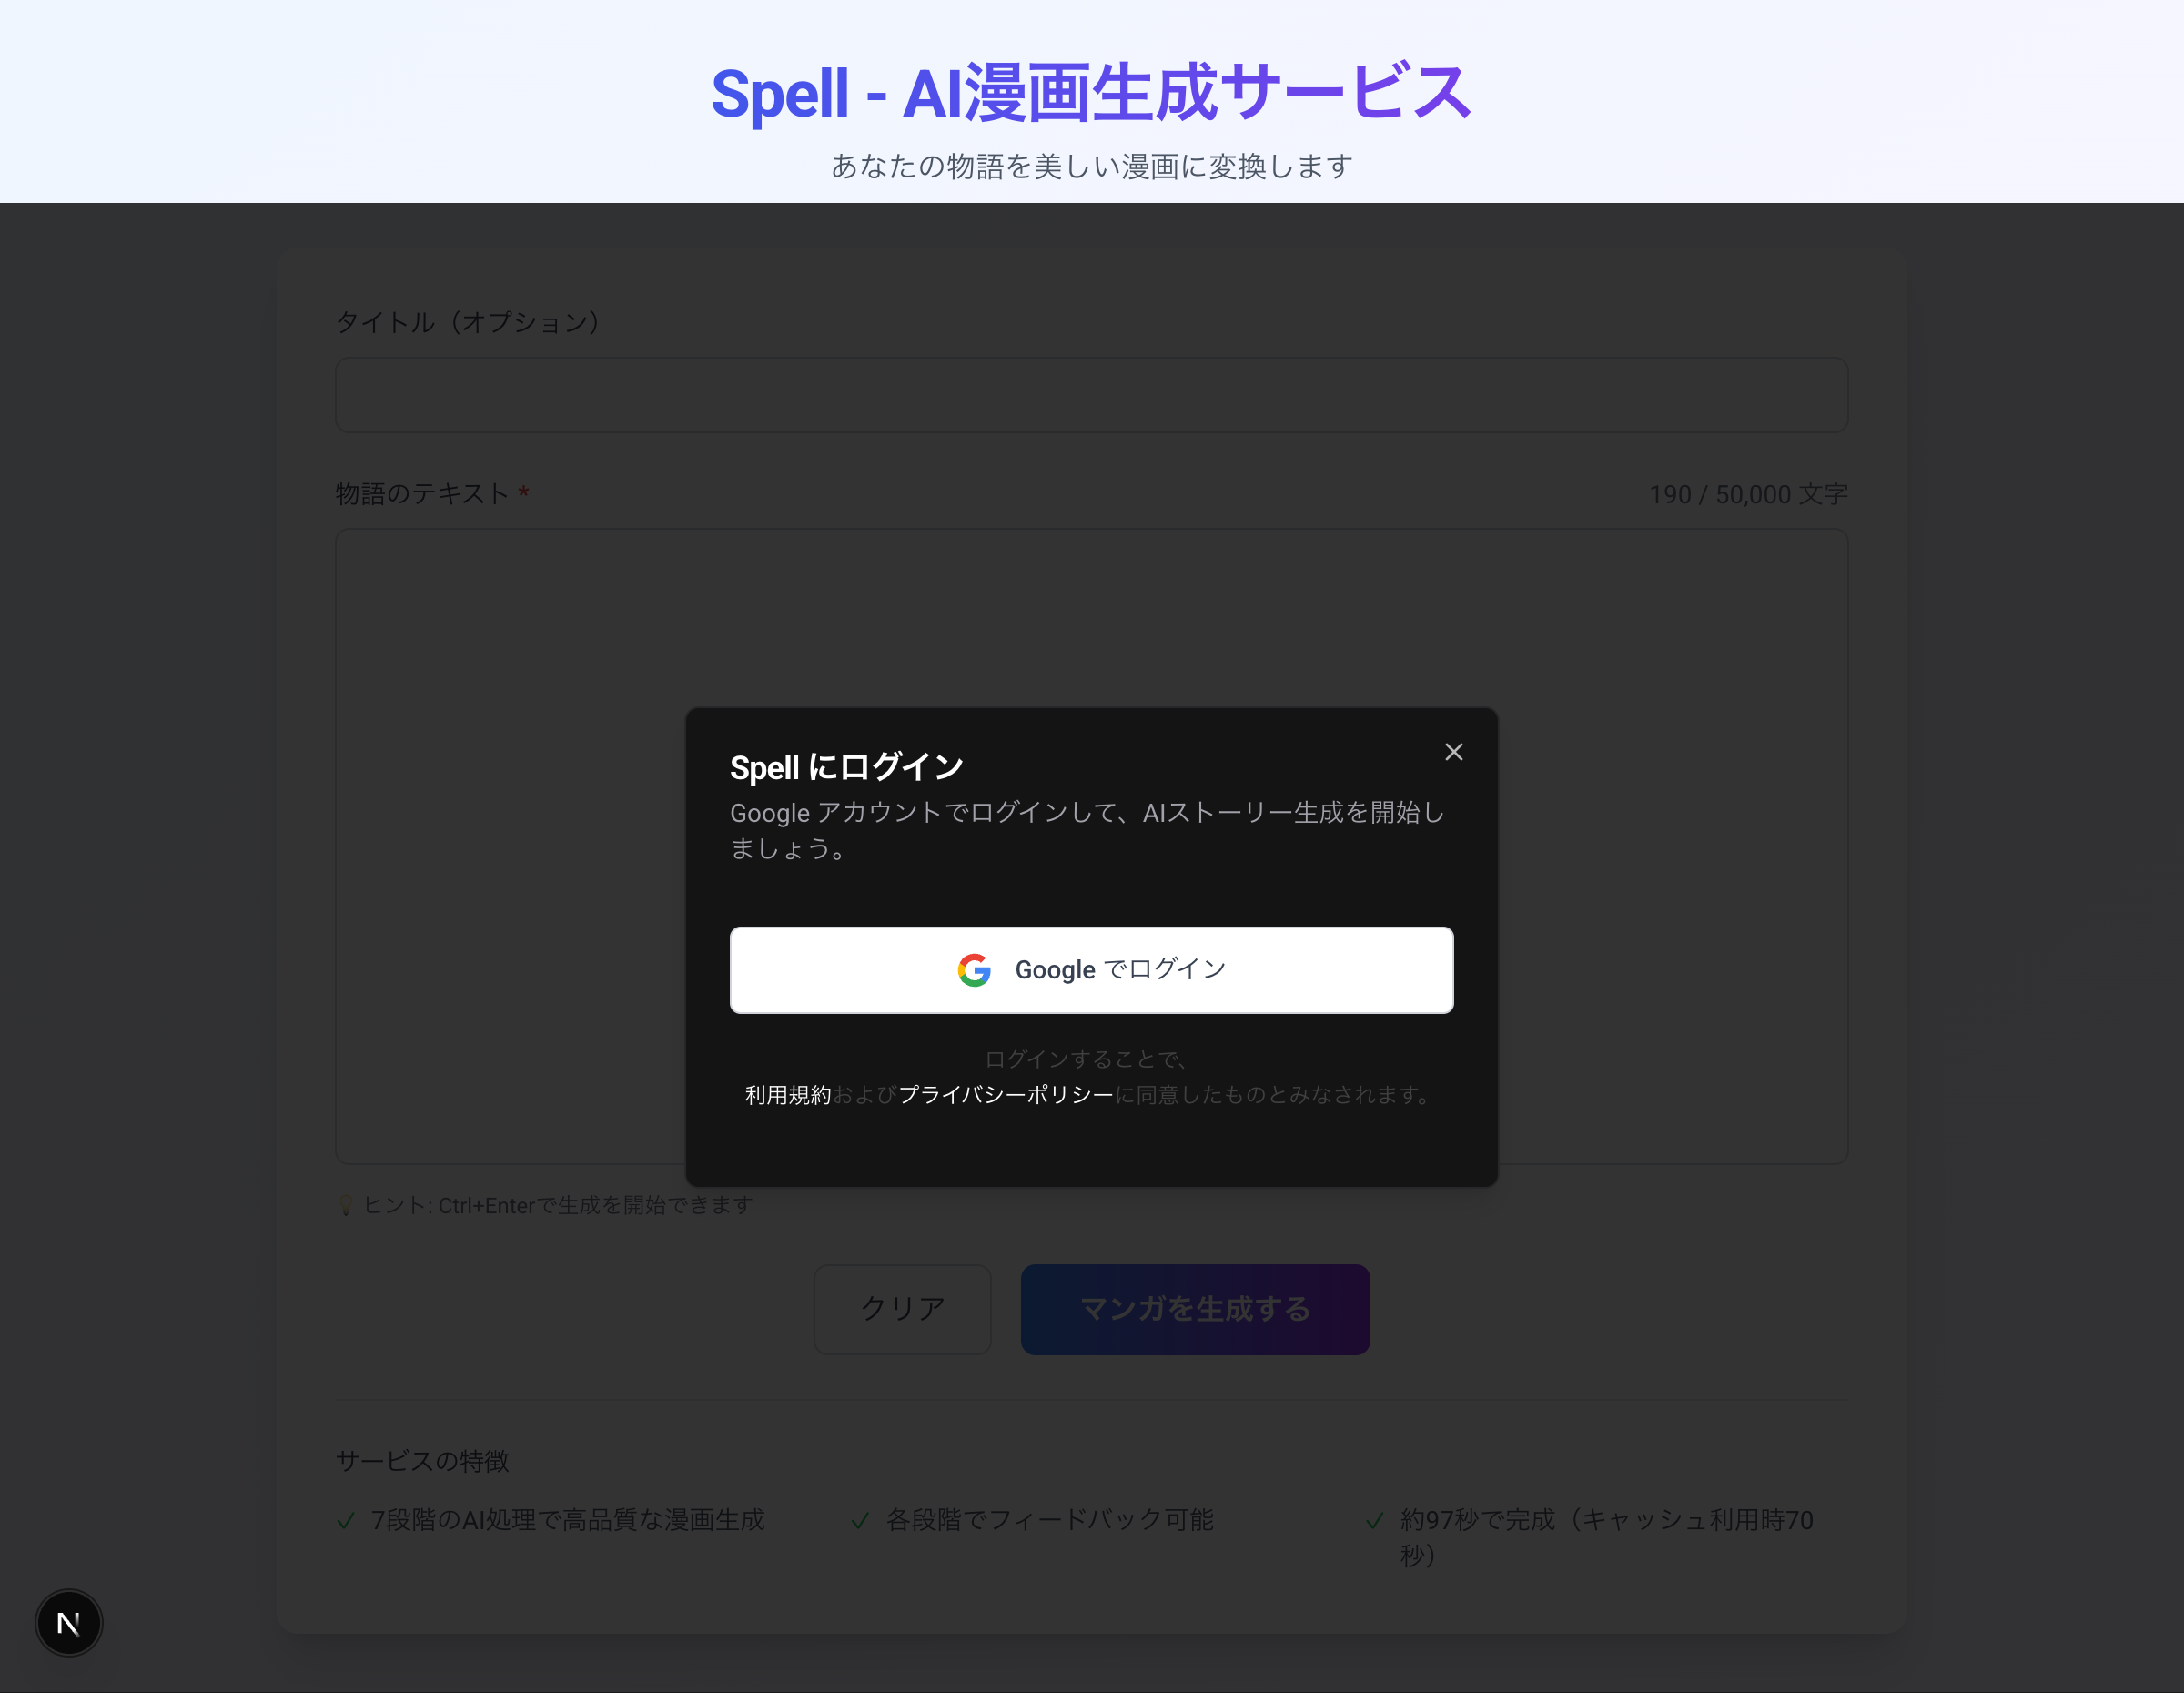 Spell - AI漫画生成サービス
あなたの物語を美しい漫画に変換します
タイトル（オプション）
物語のテキスト *
190 / 50,000 文字
Spell にログイン
Google アカウントでログインして、AIストーリー生成を開始し
ましょう。
Google でログイン
ログインすることで、
利用規約およびプライバシーポリシーに同意したものとみなされます。
ヒント: Ctrl+Enterで生成を開始できます
クリア
マンガを生成する
サービスの特徴
7段階のAI処理で高品質な漫画生成
各段階でフィードバック可能
約97秒で完成（キャッシュ利用時70
秒）
N